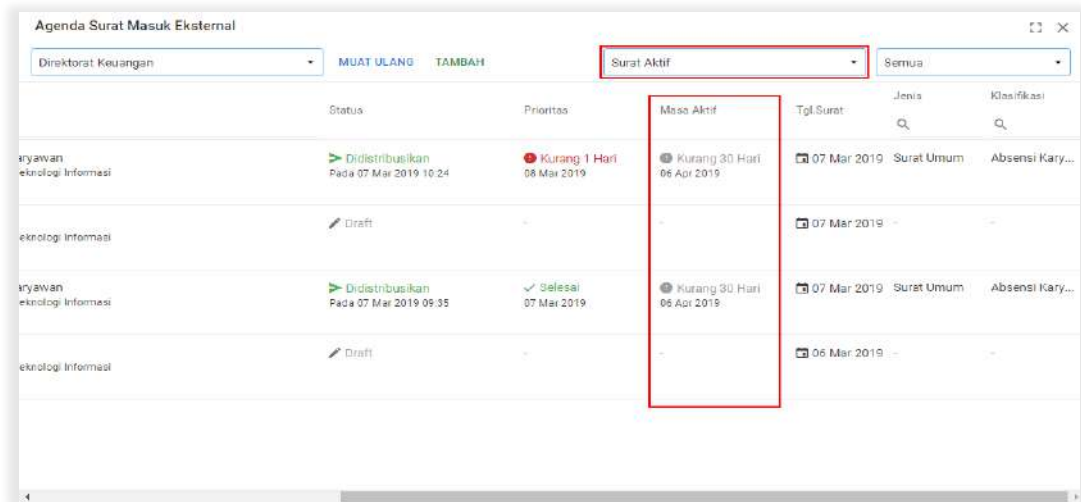 Agenda Surat Masuk Eksternal
Direktorat Keuangan MUAT ULANG TAMBAH Surat Aktif Semua
Status Prioritas Masa Aktif Tgl.Surat Jenis Klasifikasi
aryawan Didistribusikan Kurang 1 Hari Kurang 30 Hari 07 Mar 2019 Surat Umum Absensi Kary...
eknologi Informasi Pada 07 Mar 2019 10:24 08 Mar 2019 06 Apr 2019
Draft - - 07 Mar 2019 - -
eknologi Informasi
aryawan Didistribusikan Selesai Kurang 30 Hari 07 Mar 2019 Surat Umum Absensi Kary...
eknologi Informasi Pada 07 Mar 2019 09:35 07 Mar 2019 06 Apr 2019
Draft - - 06 Mar 2019 - -
eknologi Informasi